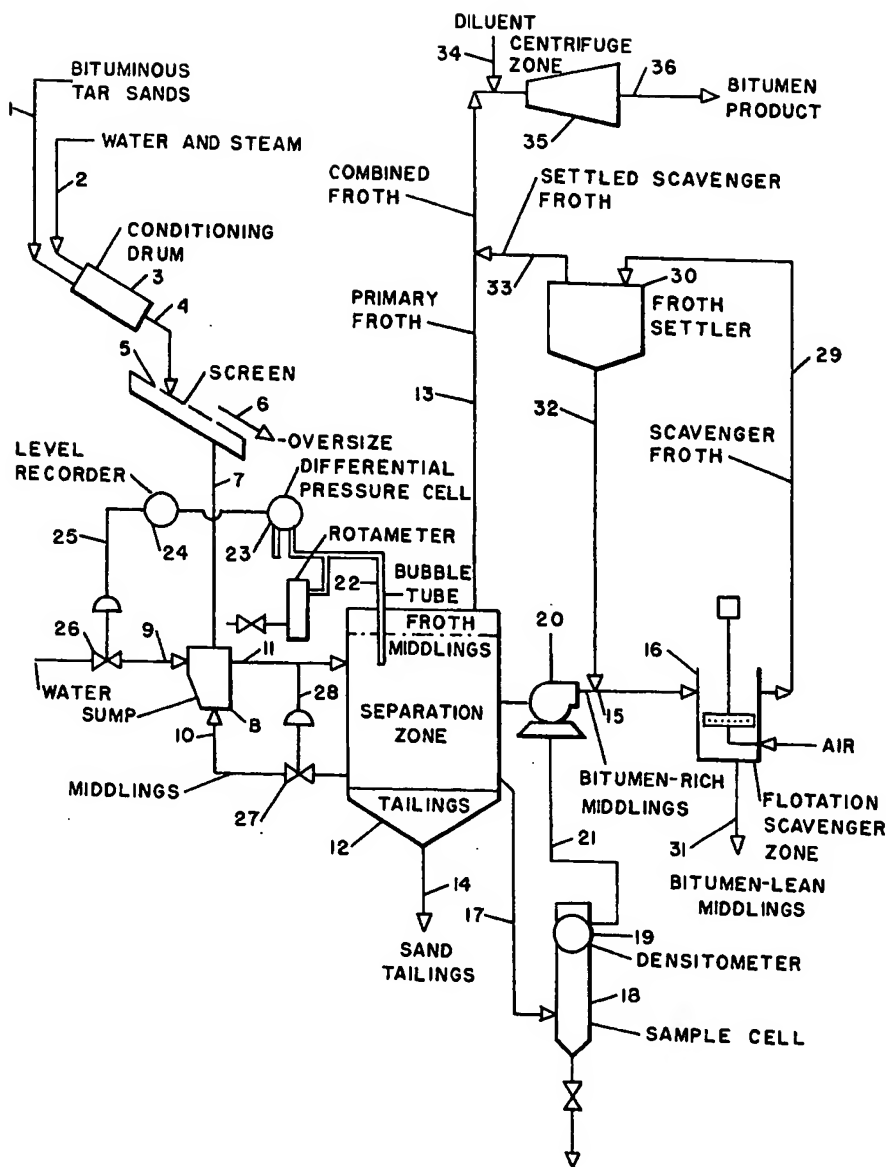 DILUENT
34
CENTRIFUGE
ZONE
36
BITUMEN
PRODUCT
35
BITUMINOUS
TAR SANDS
1
WATER AND STEAM
2
COMBINED
FROTH
SETTLED SCAVENGER
FROTH
CONDITIONING
DRUM
3
4
33
30
FROTH
SETTLER
PRIMARY
FROTH
5
SCREEN
6
OVERSIZE
13
32
29
SCAVENGER
FROTH
LEVEL
RECORDER
7
DIFFERENTIAL
PRESSURE CELL
25
24
23
ROTAMETER
22
BUBBLE
TUBE
FROTH
MIDDLINGS
20
16
26
9
11
WATER
SUMP
8
28
SEPARATION
ZONE
15
AIR
10
MIDDLINGS
27
TAILINGS
BITUMEN-RICH
MIDDLINGS
FLOTATION
SCAVENGER
ZONE
12
21
31
BITUMEN-LEAN
MIDDLINGS
14
17
SAND
TAILINGS
19
DENSITOMETER
18
SAMPLE CELL